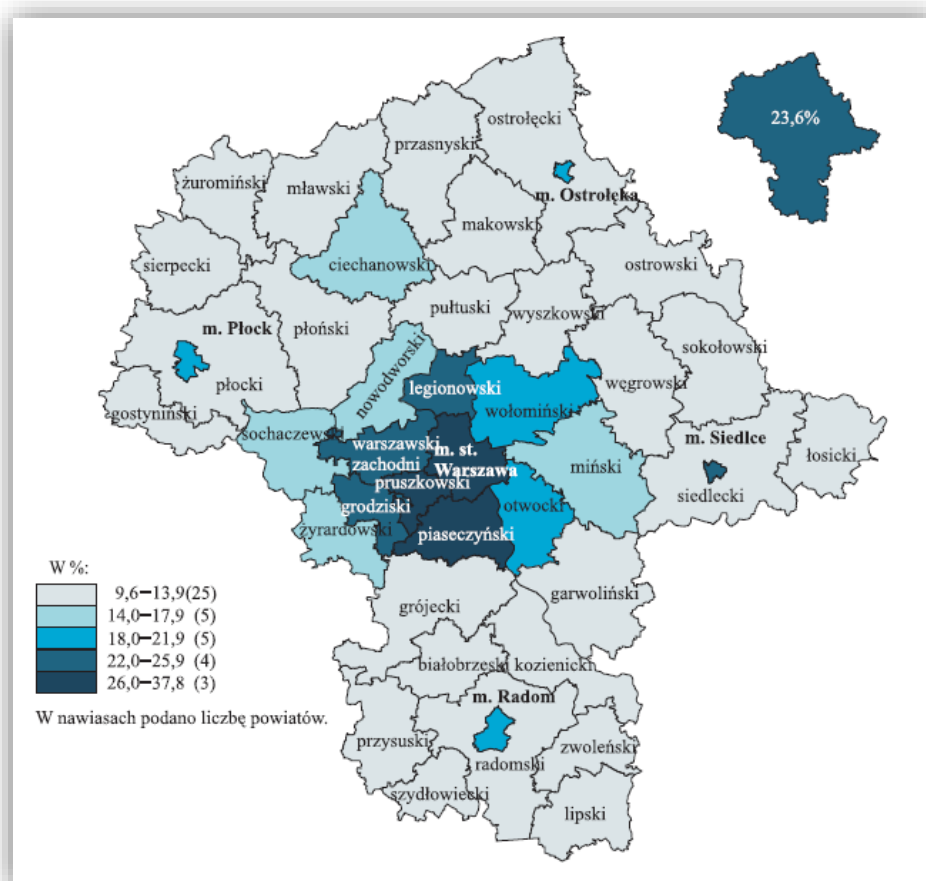 ostrołęcki
23,6%
przasnyski
żuromiński
mławski
m. Ostrołęka
makowski
sierpecki
ciechanowski
ostrowski
pułtuski
wyszkowski
m. Płock
płoński
sokołowski
nowodworski
płocki
legionowski
węgrowski
gostyniński
wołomiński
sochaczewski
warszawski
zachodni
m. st.
Warszawa
m. Siedlce
miński
łosicki
pruszkowski
siedlecki
grodziski
otwocki
żyrardowski
piaseczyński
W %:
9,6–13,9(25)
14,0–17,9 (5)
18,0–21,9 (5)
22,0–25,9 (4)
26,0–37,8 (3)
W nawiasach podano liczbę powiatów.
garwoliński
grójecki
białobrzeski
kozienicki
m. Radom
przysuski
zwoleński
radomski
szydłowiecki
lipski